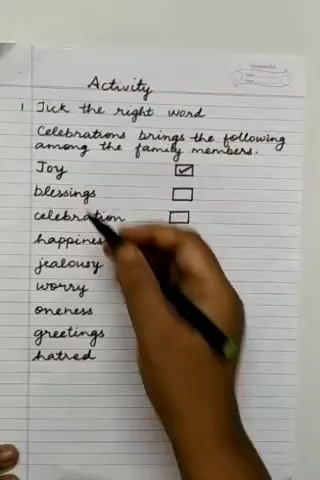 Activity
1 Tick the right word
Celebrations brings the following
among the family members.
Joy
blessings
celebration
happiness
jealousy
worry
oneness
greetings
hatred